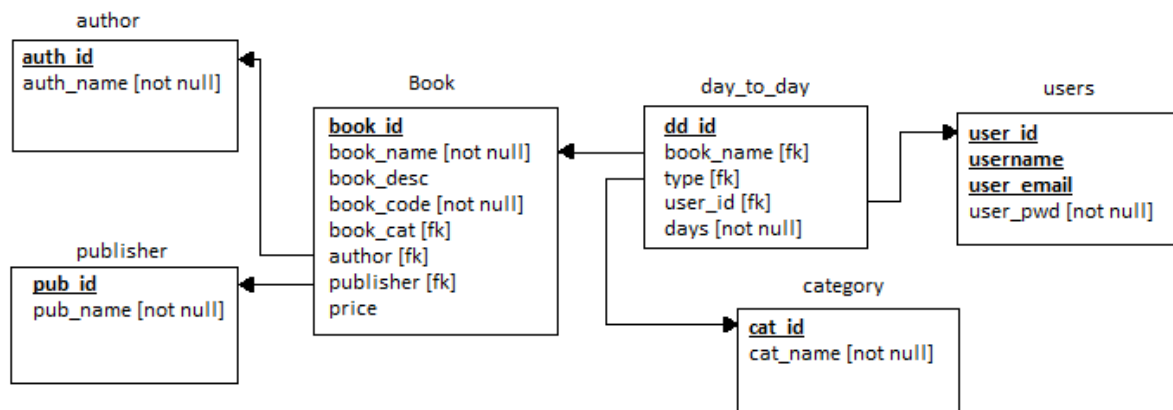 author
auth_id
auth_name [not null]
Book
book_id
book_name [not null]
book_desc
book_code [not null]
book_cat [fk]
author [fk]
publisher [fk]
price
publisher
pub_id
pub_name [not null]
day_to_day
dd_id
book_name [fk]
type [fk]
user_id [fk]
days [not null]
users
user_id
username
user_email
user_pwd [not null]
category
cat_id
cat_name [not null]